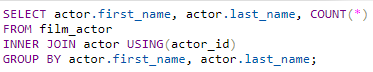 SELECT actor.first_name, actor.last_name, COUNT(*)
FROM film_actor
INNER JOIN actor USING(actor_id)
GROUP BY actor.first_name, actor.last_name;